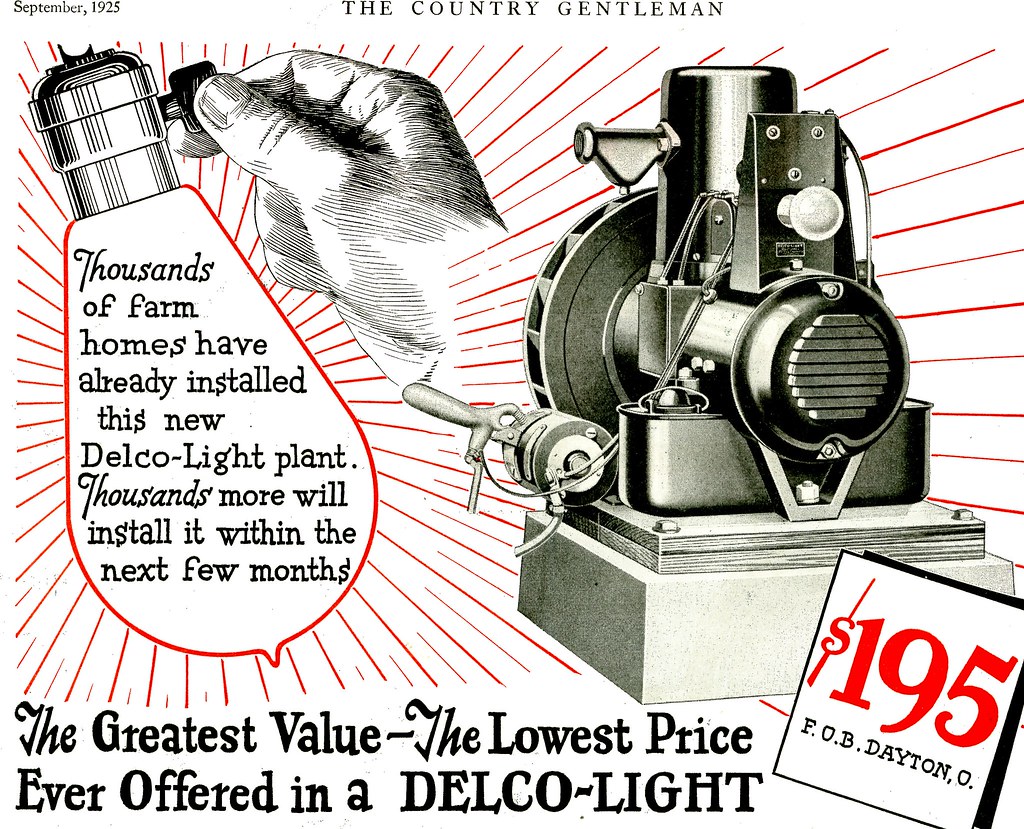 September, 1925
THE COUNTRY GENTLEMAN
Thousands
of farm
homes have
already installed
this new
Delco-Light plant.
Thousands more will
install it within the
next few months
$195
F.O.B. DAYTON, O.
The Greatest Value—The Lowest Price
Ever Offered in a DELCO-LIGHT